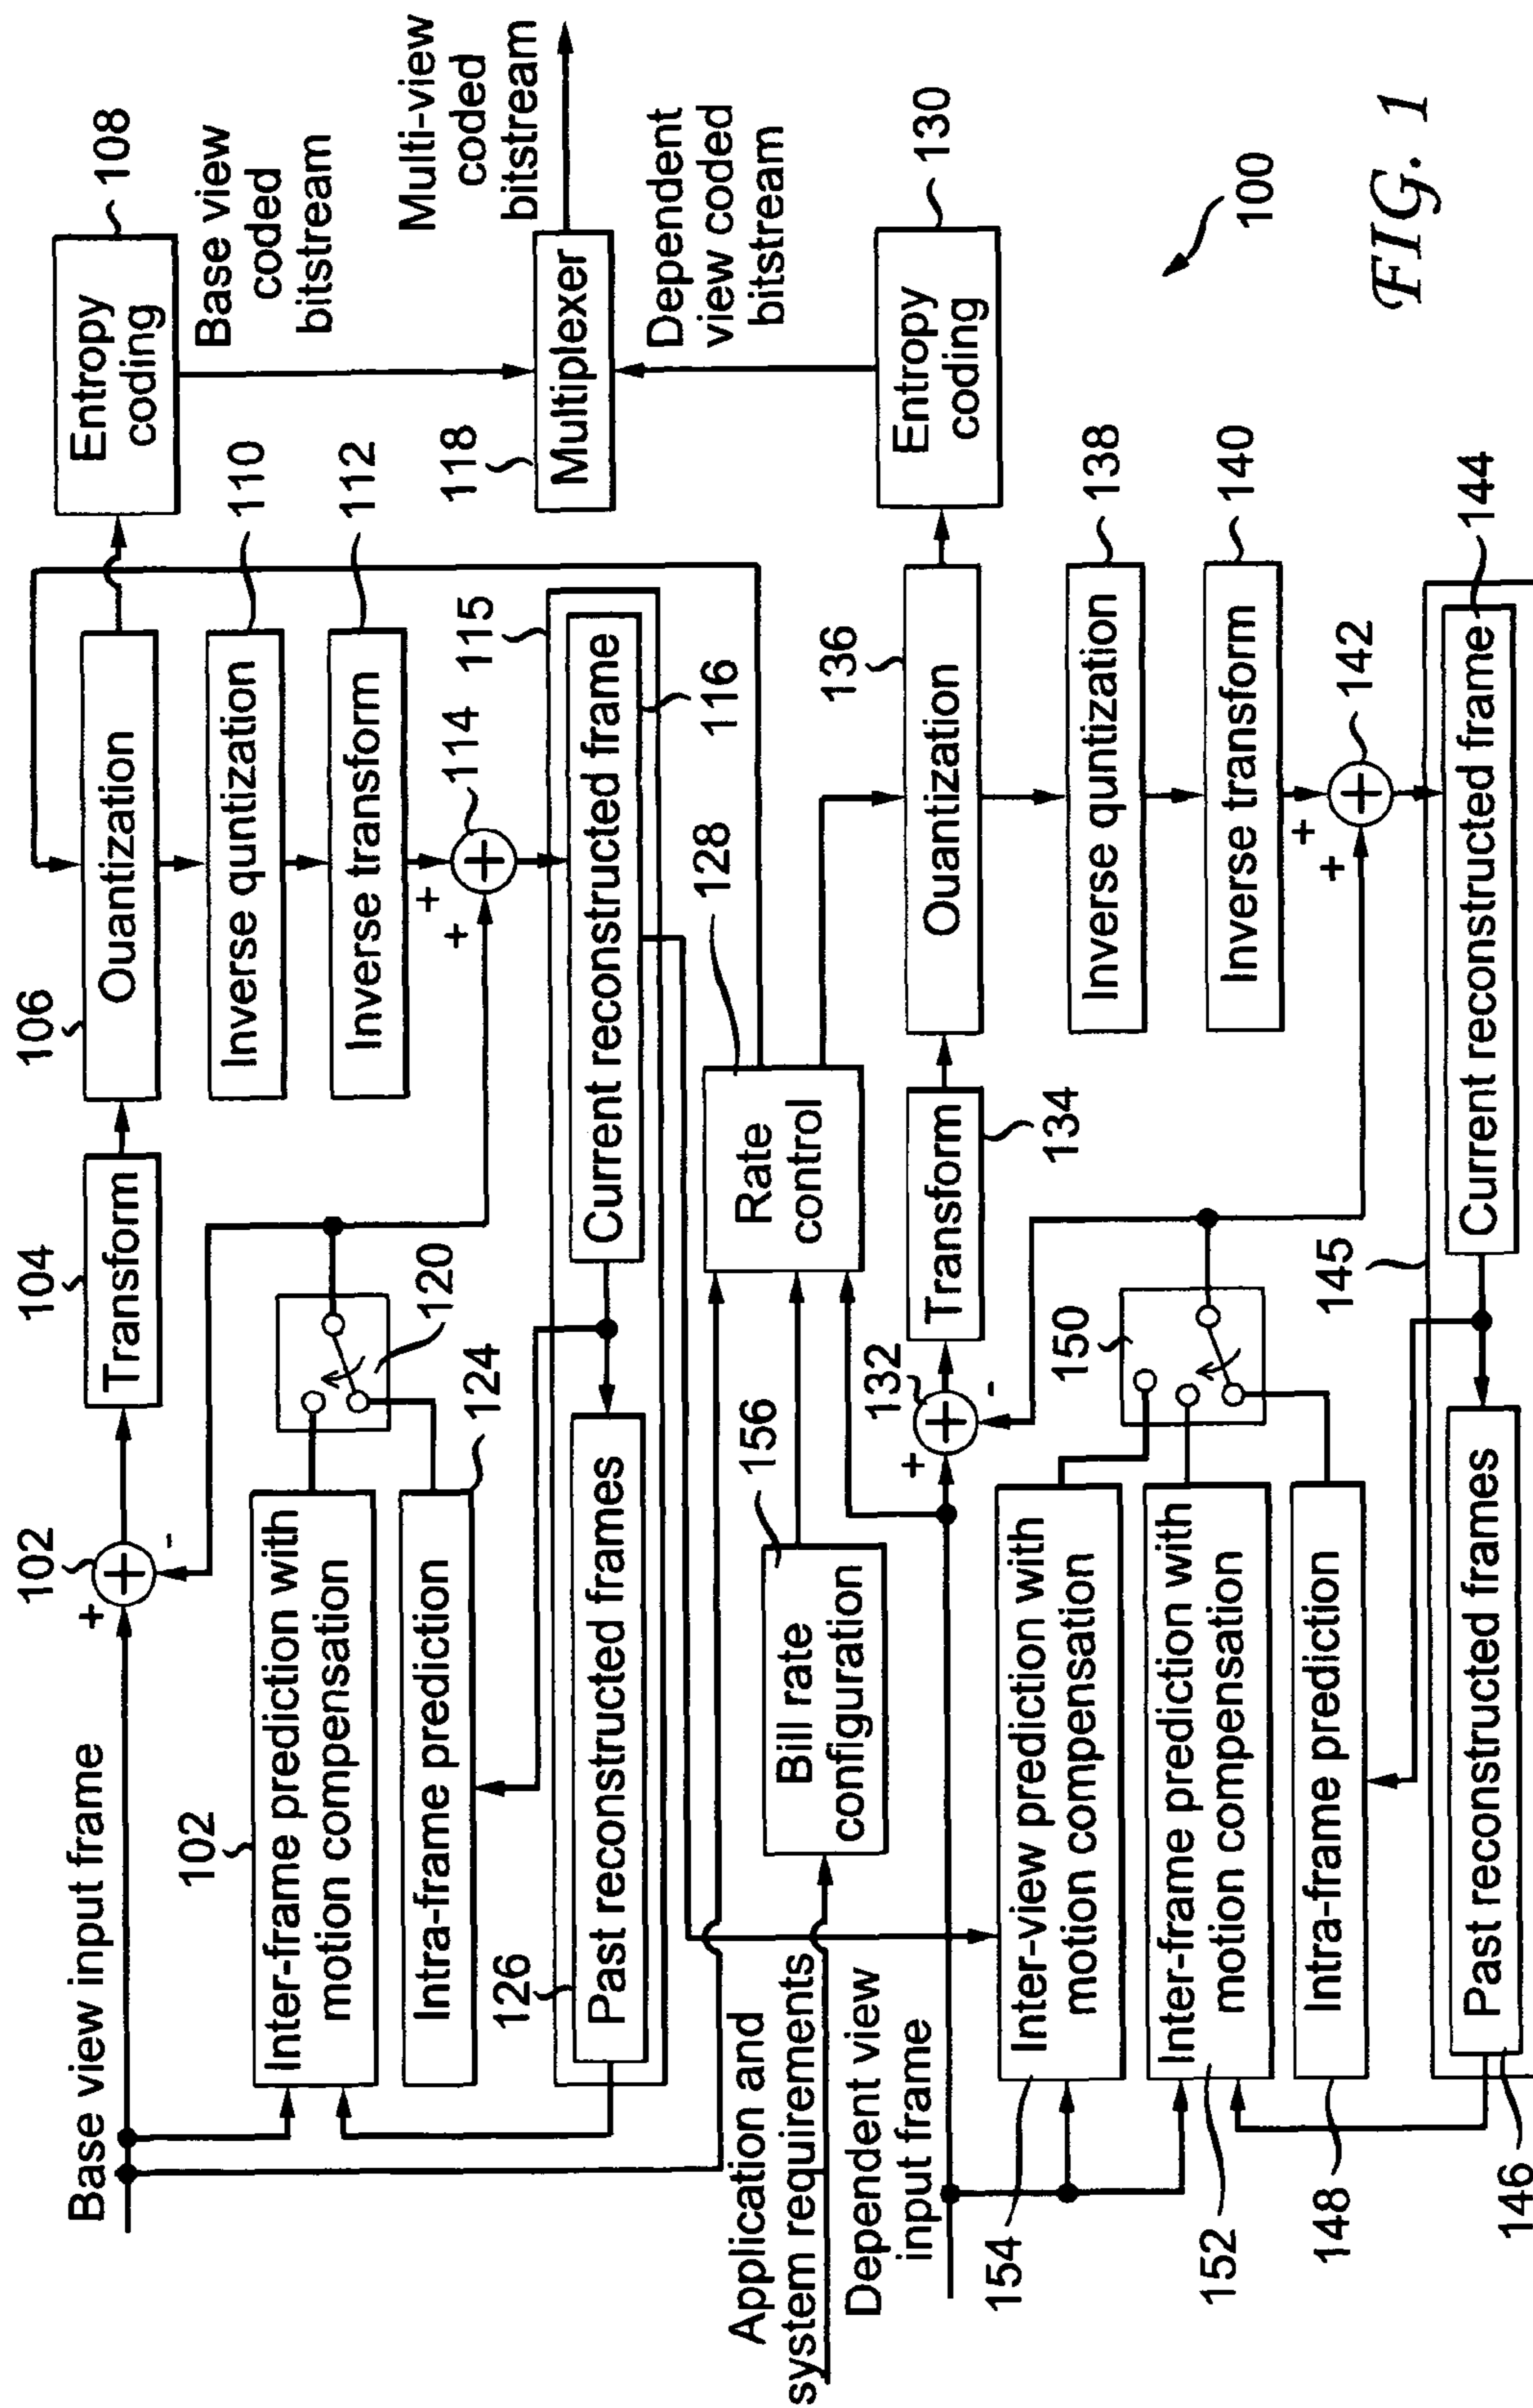 Base view input frame
102
+
-
104
Transform
106
Ouantization
Entropy
coding
108
Base view
coded
bitstream
102
Inter-frame prediction with
motion compensation
120
Inverse quntization
110
Inverse transform
112
Intra-frame prediction
124
+
+
114
115
118
Multiplexer
Multi-view
coded
bitstream
126
Past reconstructed frames
Current reconstructed frame
116
Application and
system requirements
156
Bill rate
configuration
Rate
control
128
Dependent
view coded
bitstream
Dependent view
input frame
+
132
-
Transform
134
136
Ouantization
Entropy
coding
130
154
Inter-view prediction with
motion compensation
150
Inverse quntization
138
152
Inter-frame prediction with
motion compensation
Inverse transform
140
148
Intra-frame prediction
+
+
142
145
146
Past reconstructed frames
Current reconstructed frame
144
100
FIG. 1